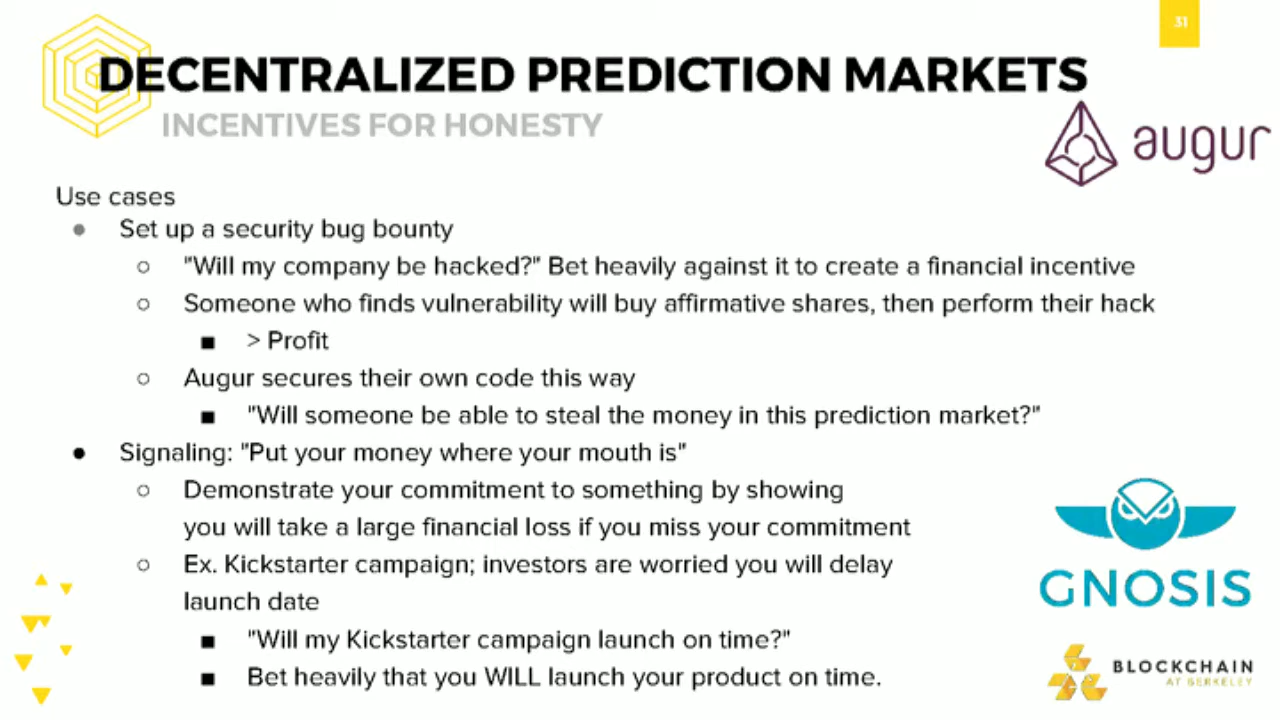 31
DECENTRALIZED PREDICTION MARKETS
INCENTIVES FOR HONESTY
augur
Use cases
● Set up a security bug bounty
○ "Will my company be hacked?" Bet heavily against it to create a financial incentive
○ Someone who finds vulnerability will buy affirmative shares, then perform their hack
■ > Profit
○ Augur secures their own code this way
■ "Will someone be able to steal the money in this prediction market?"
● Signaling: "Put your money where your mouth is"
○ Demonstrate your commitment to something by showing
you will take a large financial loss if you miss your commitment
○ Ex. Kickstarter campaign; investors are worried you will delay
launch date
■ "Will my Kickstarter campaign launch on time?"
■ Bet heavily that you WILL launch your product on time.
GNOSIS
BLOCKCHAIN
AT BERKELEY